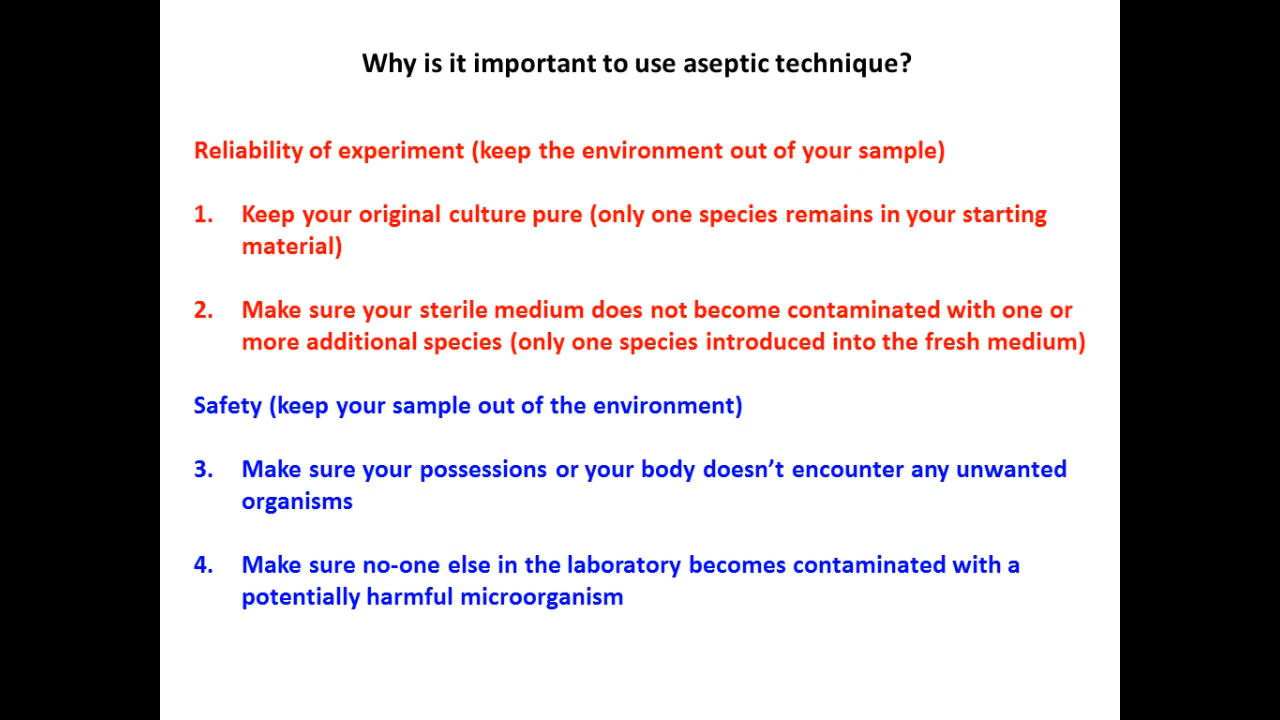 Why is it important to use aseptic technique?
Reliability of experiment (keep the environment out of your sample)
1. Keep your original culture pure (only one species remains in your starting
material)
2. Make sure your sterile medium does not become contaminated with one or
more additional species (only one species introduced into the fresh medium)
Safety (keep your sample out of the environment)
3. Make sure your possessions or your body doesn’t encounter any unwanted
organisms
4. Make sure no-one else in the laboratory becomes contaminated with a
potentially harmful microorganism